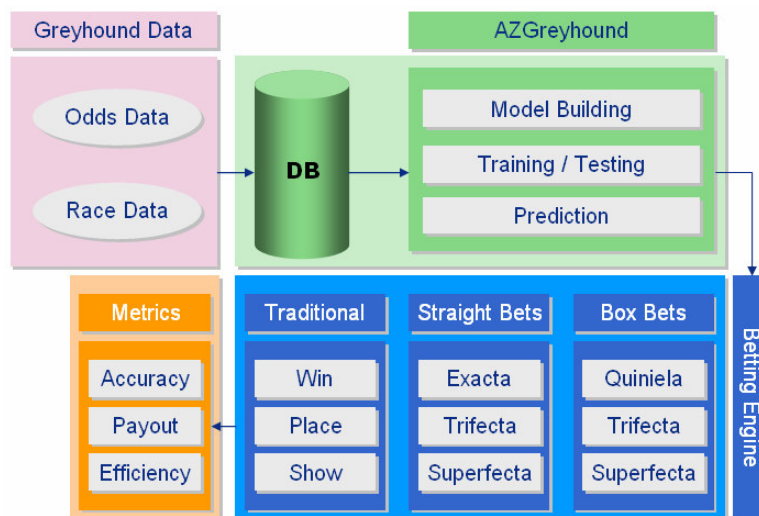 Greyhound Data
AZGreyhound
Odds Data
Race Data
DB
Model Building
Training / Testing
Prediction
Metrics
Accuracy
Payout
Efficiency
Traditional
Win
Place
Show
Straight Bets
Exacta
Trifecta
Superfecta
Box Bets
Quiniela
Trifecta
Superfecta
Betting Engine